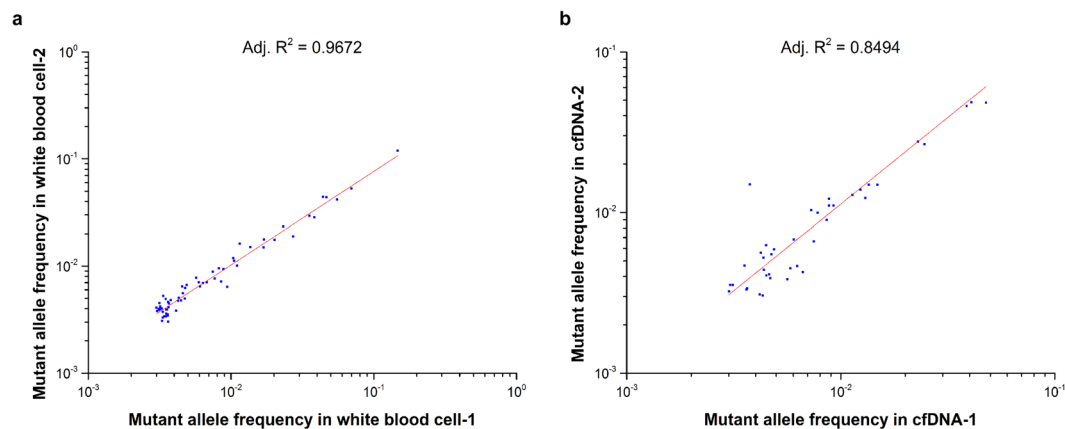 a
Adj. R² = 0.9672
Mutant allele frequency in white blood cell-2
10⁰
10⁻¹
10⁻²
10⁻³
10⁻³ 10⁻² 10⁻¹ 10⁰
Mutant allele frequency in white blood cell-1
b
Adj. R² = 0.8494
Mutant allele frequency in cfDNA-2
10⁻¹
10⁻²
10⁻³
10⁻³ 10⁻² 10⁻¹
Mutant allele frequency in cfDNA-1